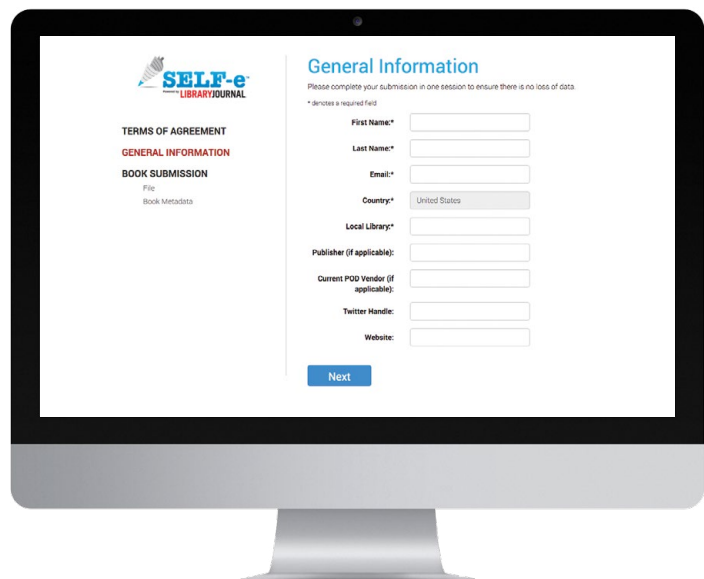 SELF-e
LIBRARYJOURNAL
TERMS OF AGREEMENT
GENERAL INFORMATION
BOOK SUBMISSION
File
Book Metadata
General Information
Please complete your submission in one session to ensure there is no loss of data.
* denotes a required field
First Name:*
Last Name:*
Email:*
Country:* United States
Local Library:*
Publisher (if applicable):
Current POD Vendor (if
applicable):
Twitter Handle:
Website:
Next